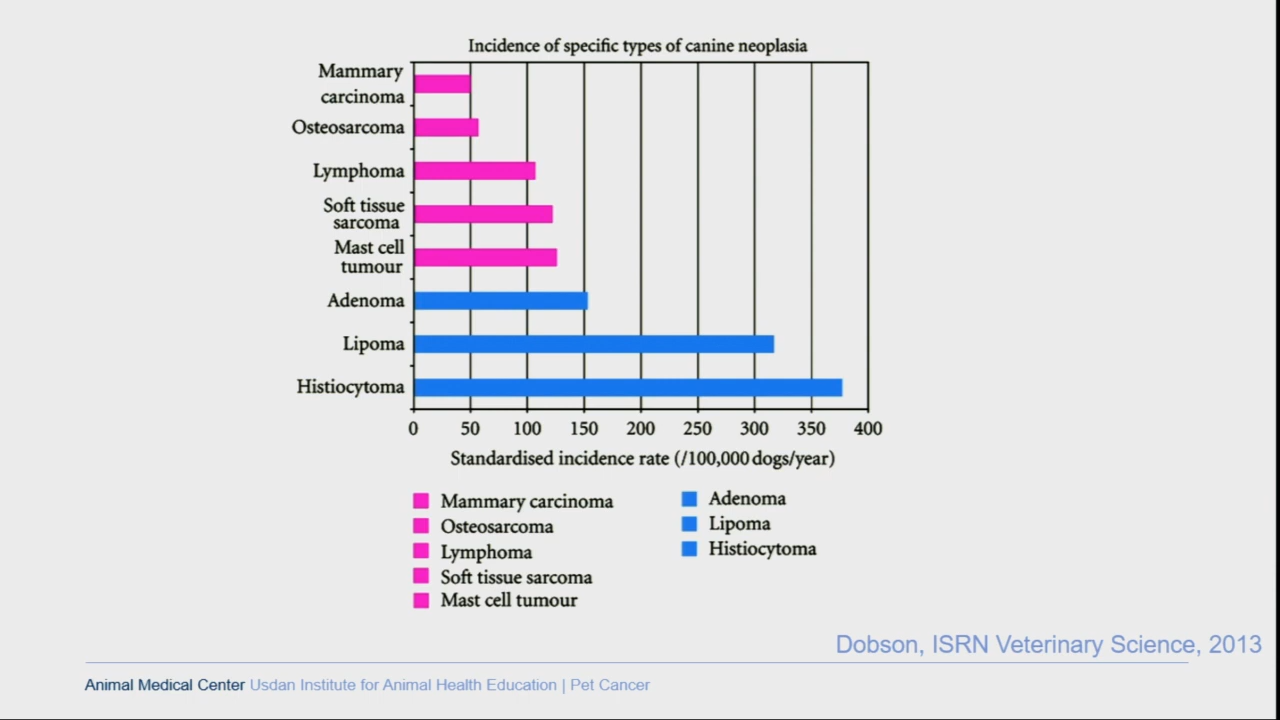 Incidence of specific types of canine neoplasia
Mammary
carcinoma
Osteosarcoma
Lymphoma
Soft tissue
sarcoma
Mast cell
tumour
Adenoma
Lipoma
Histiocytoma
0 50 100 150 200 250 300 350 400
Standardised incidence rate (/100,000 dogs/year)
Mammary carcinoma
Osteosarcoma
Lymphoma
Soft tissue sarcoma
Mast cell tumour
Adenoma
Lipoma
Histiocytoma
Dobson, ISRN Veterinary Science, 2013
Animal Medical Center Usdan Institute for Animal Health Education | Pet Cancer